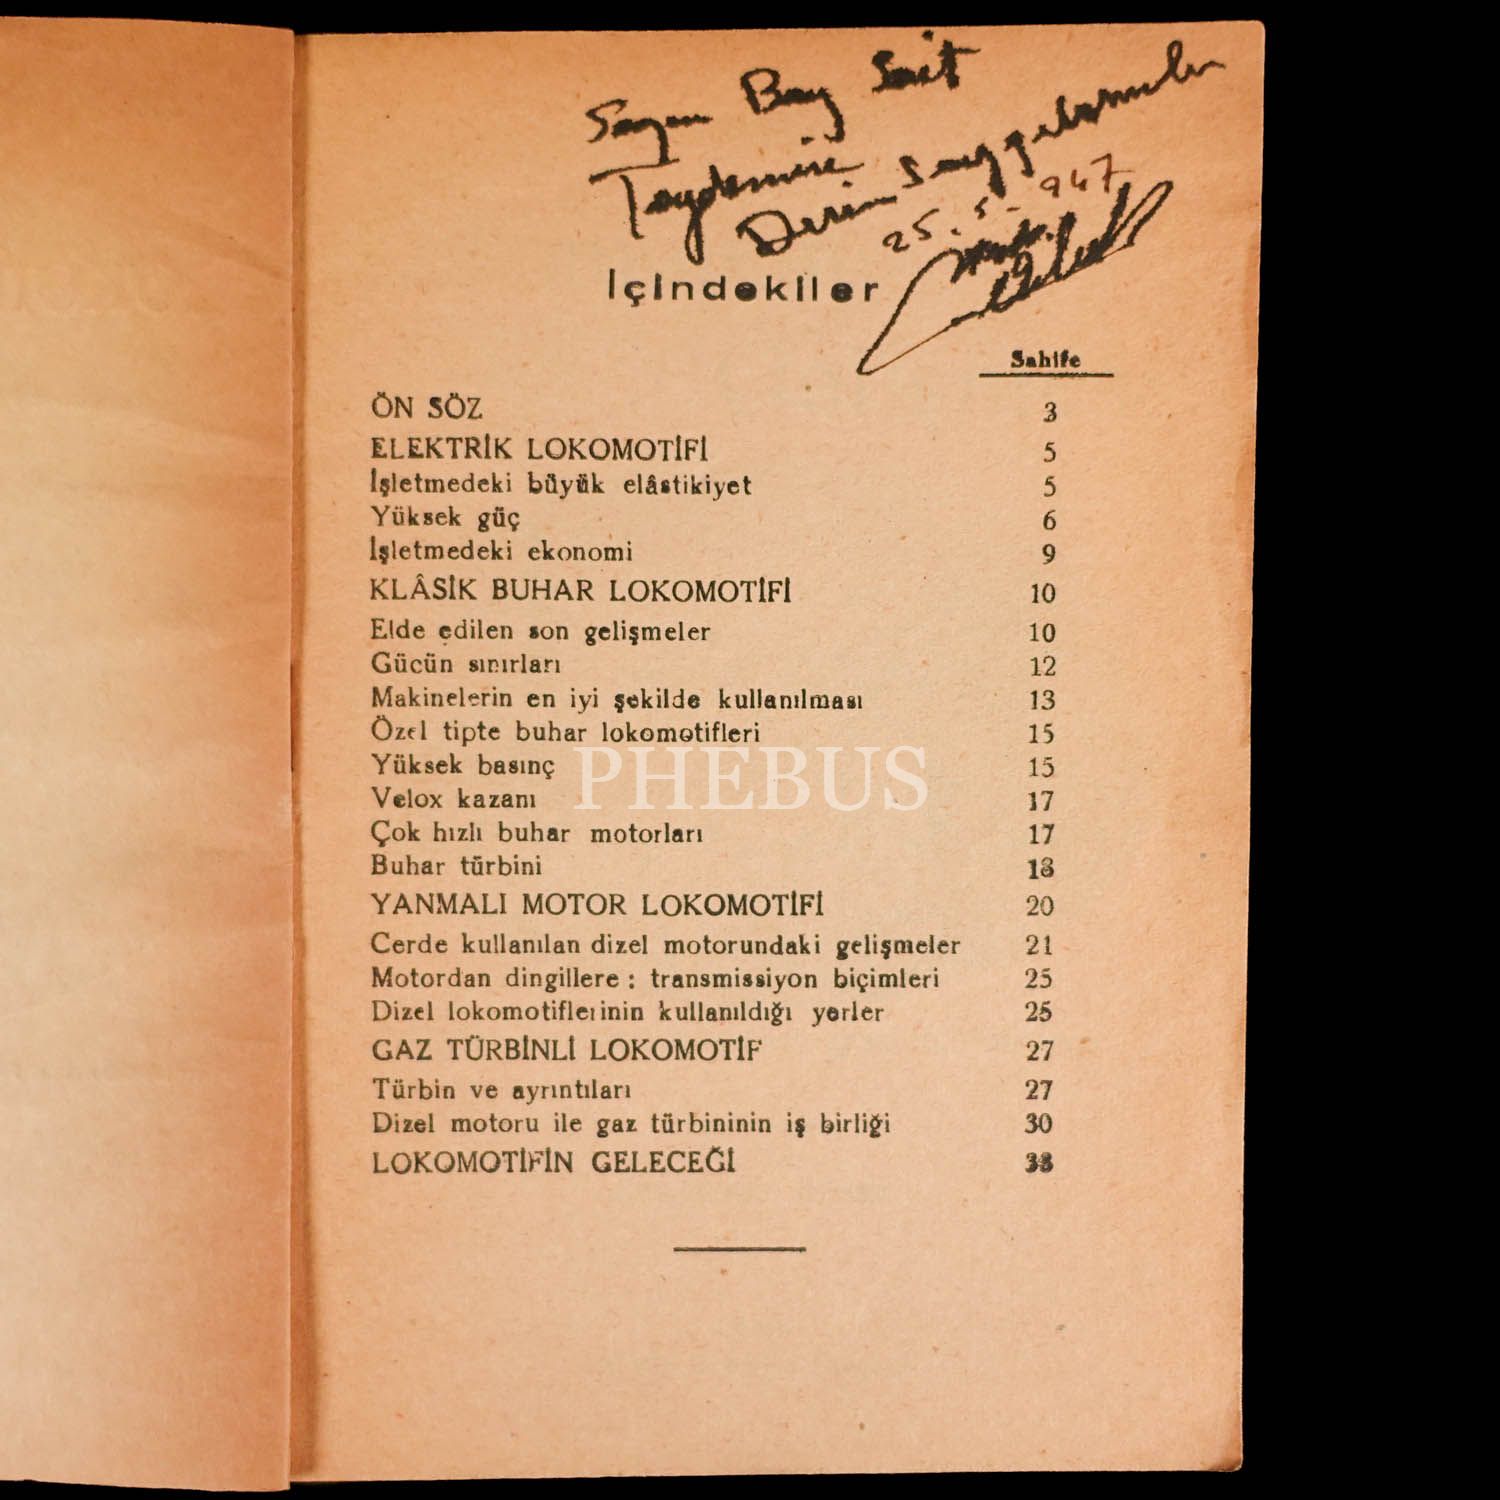 Sayın Bay Sait
Taydemire
Derin saygılarımla
25.5.947
İçindekiler
Sahife
ÖN SÖZ 3
ELEKTRİK LOKOMOTİFİ 5
İşletmedeki büyük elâstikiyet 5
Yüksek güç 6
İşletmedeki ekonomi 9
KLÂSİK BUHAR LOKOMOTİFİ 10
Elde edilen son gelişmeler 10
Gücün sınırları 12
Makinelerin en iyi şekilde kullanılması 13
Özel tipte buhar lokomotifleri 15
Yüksek basınç 15
PHEBUS
Velox kazanı 17
Çok hızlı buhar motorları 17
Buhar türbini 18
YANMALI MOTOR LOKOMOTİFİ 20
Cerde kullanılan dizel motorundaki gelişmeler 21
Motordan dingillere : transmissiyon biçimleri 25
Dizel lokomotiflerinin kullanıldığı yerler 25
GAZ TÜRBİNLİ LOKOMOTİF 27
Türbin ve ayrıntıları 27
Dizel motoru ile gaz türbininin iş birliği 30
LOKOMOTİFİN GELECEĞİ